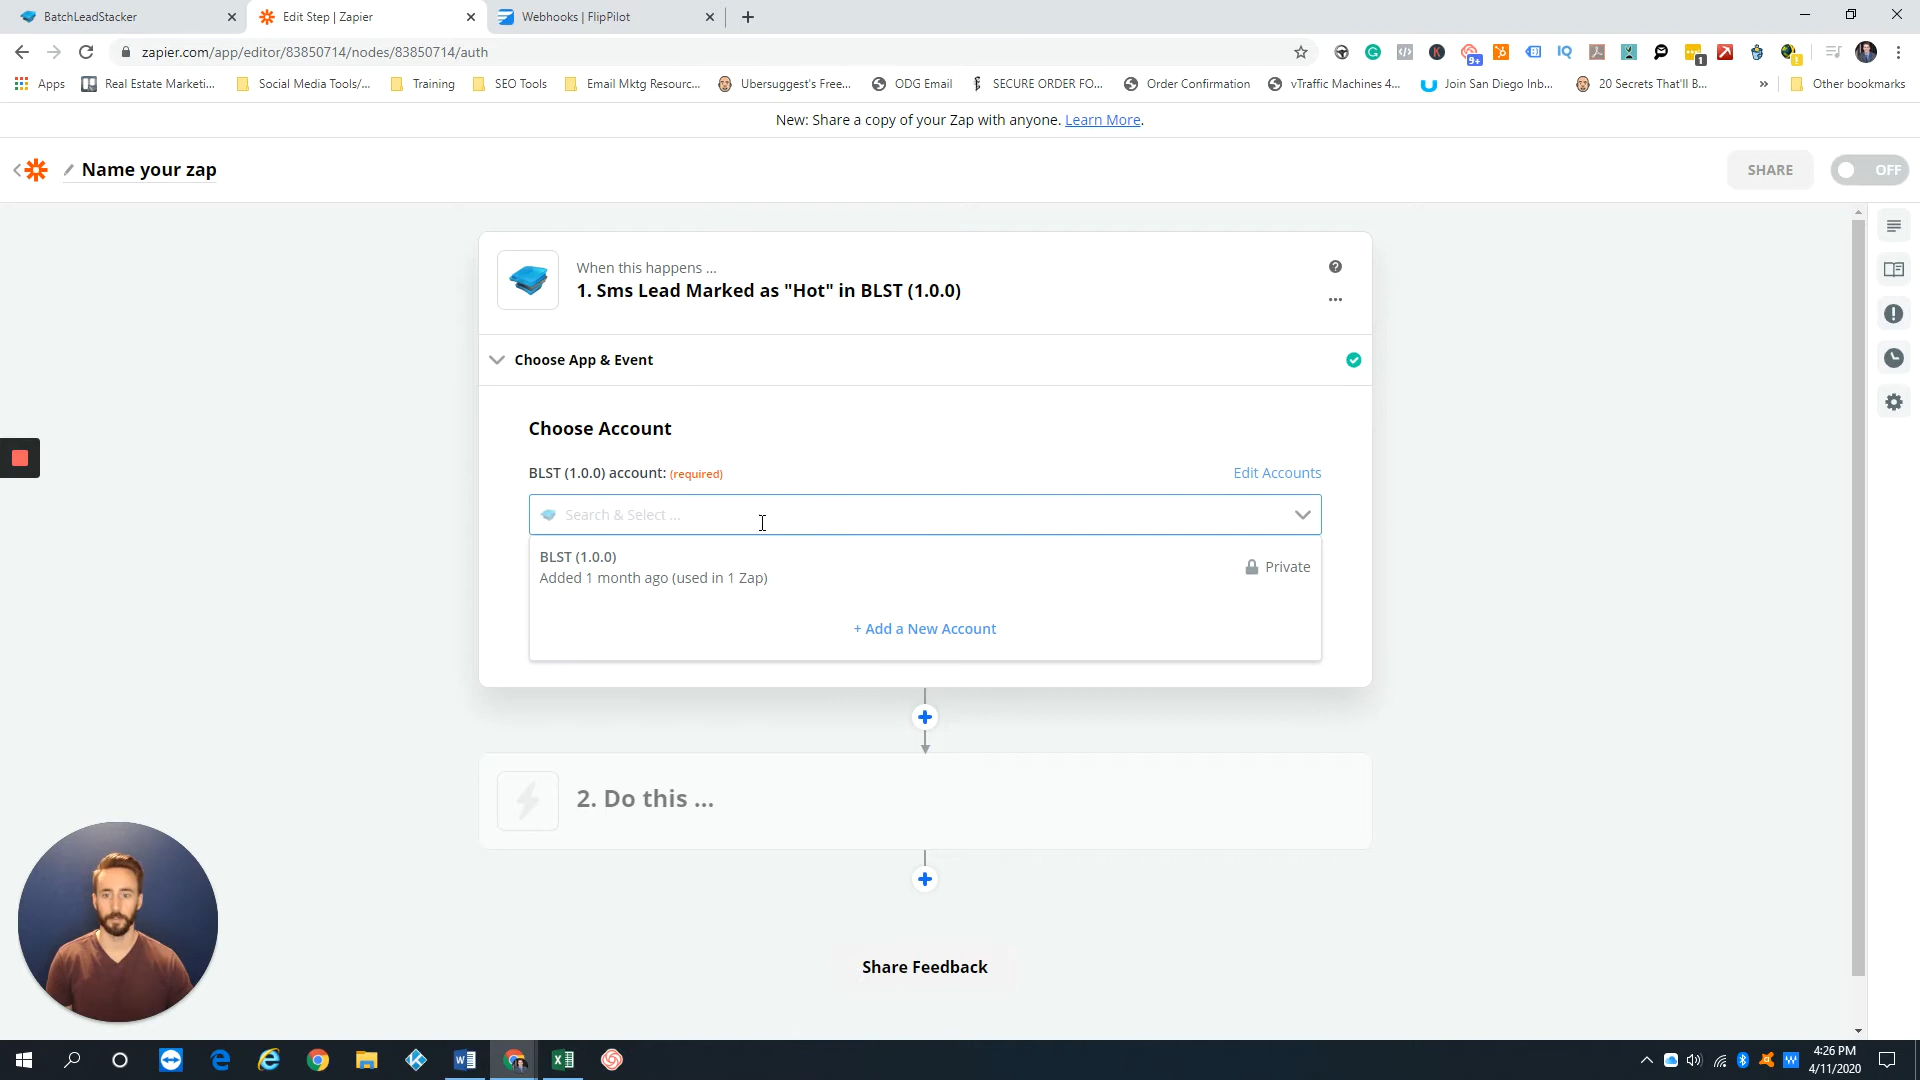 BatchLeadStacker
Edit Step | Zapier
Webhooks | FlipPilot
zapier.com/app/editor/83850714/nodes/83850714/auth
9+
1
Apps
Real Estate Marketi...
Social Media Tools/...
Training
SEO Tools
Email Mktg Resourc...
Ubersuggest's Free...
ODG Email
SECURE ORDER FO...
Order Confirmation
vTraffic Machines 4...
Join San Diego Inb...
20 Secrets That'll B...
»
Other bookmarks
New: Share a copy of your Zap with anyone. Learn More.
Name your zap
SHARE
OFF
When this happens ...
1. Sms Lead Marked as "Hot" in BLST (1.0.0)
Choose App & Event
Choose Account
BLST (1.0.0) account: (required)
Edit Accounts
Search & Select ...
BLST (1.0.0)
Added 1 month ago (used in 1 Zap)
Private
+ Add a New Account
2. Do this ...
Share Feedback
4:26 PM
4/11/2020